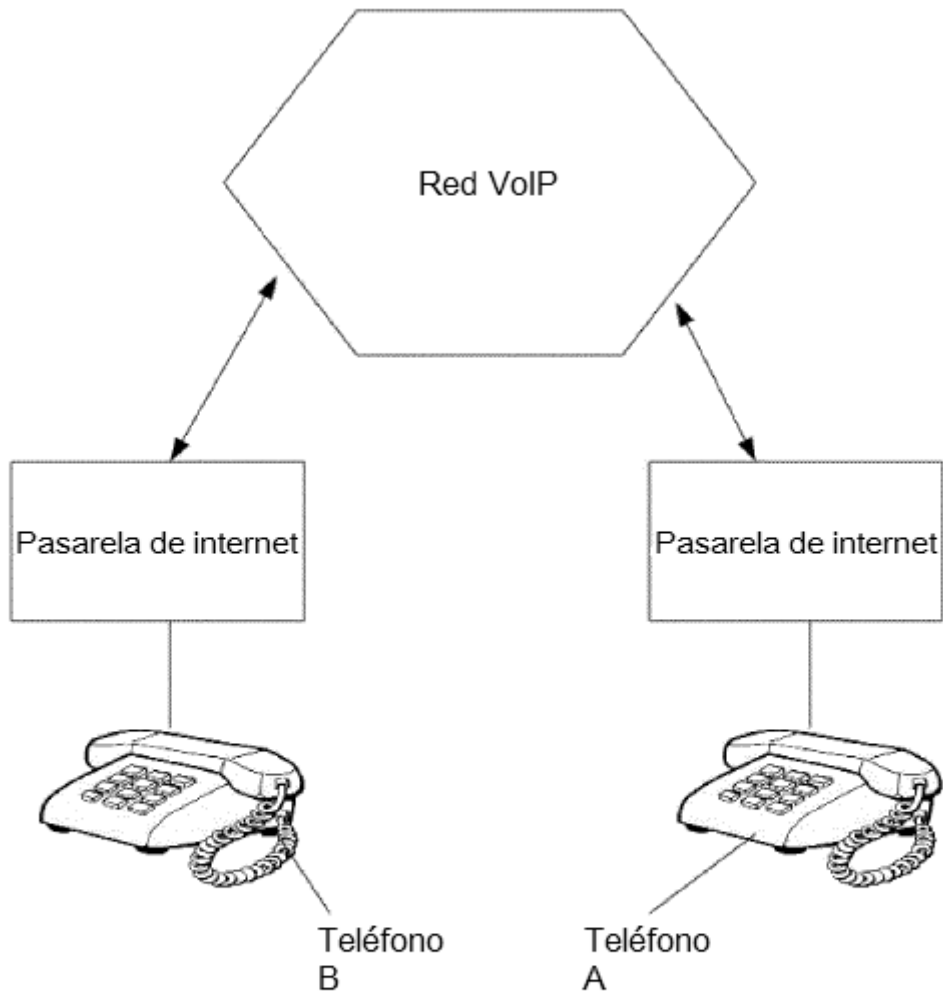 Red VoIP
Pasarela de internet
Pasarela de internet
Teléfono
B
Teléfono
A